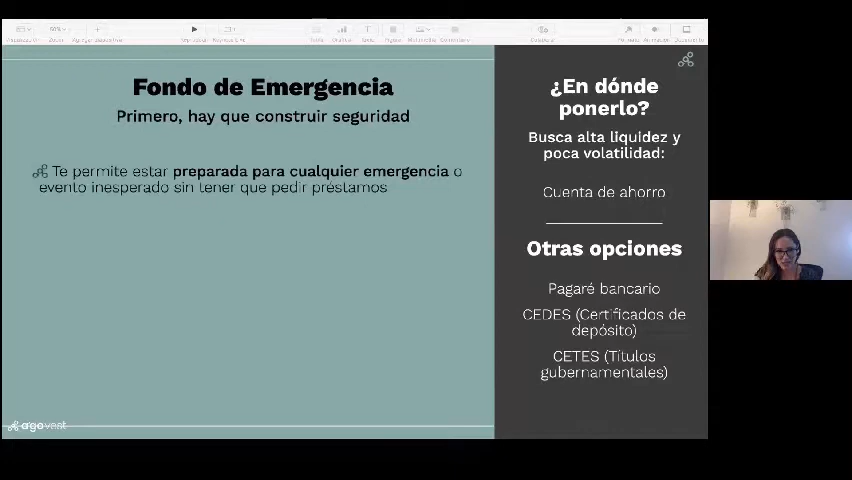 60%
Fondo de Emergencia
Primero, hay que construir seguridad
Te permite estar preparada para cualquier emergencia o
evento inesperado sin tener que pedir préstamos
agovest
¿En dónde
ponerlo?
Busca alta liquidez y
poca volatilidad:
Cuenta de ahorro
Otras opciones
Pagaré bancario
CEDES (Certificados de
depósito)
CETES (Títulos
gubernamentales)